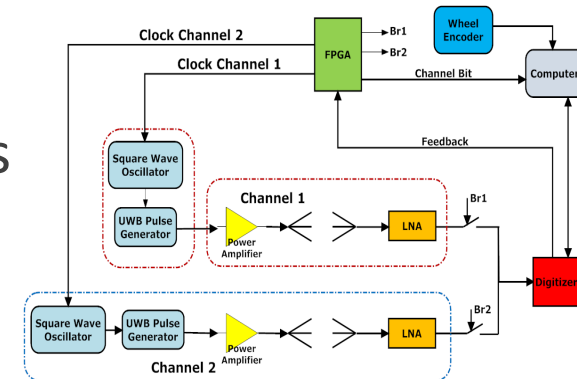 s
Clock Channel 2
Clock Channel 1
FPGA
Br1
Br2
Channel Bit
Wheel
Encoder
Computer
Feedback
Square Wave
Oscillator
UWB Pulse
Generator
Channel 1
Power
Amplifier
LNA
Br1
Digitizer
Square Wave
Oscillator
UWB Pulse
Generator
Power
Amplifier
LNA
Br2
Channel 2